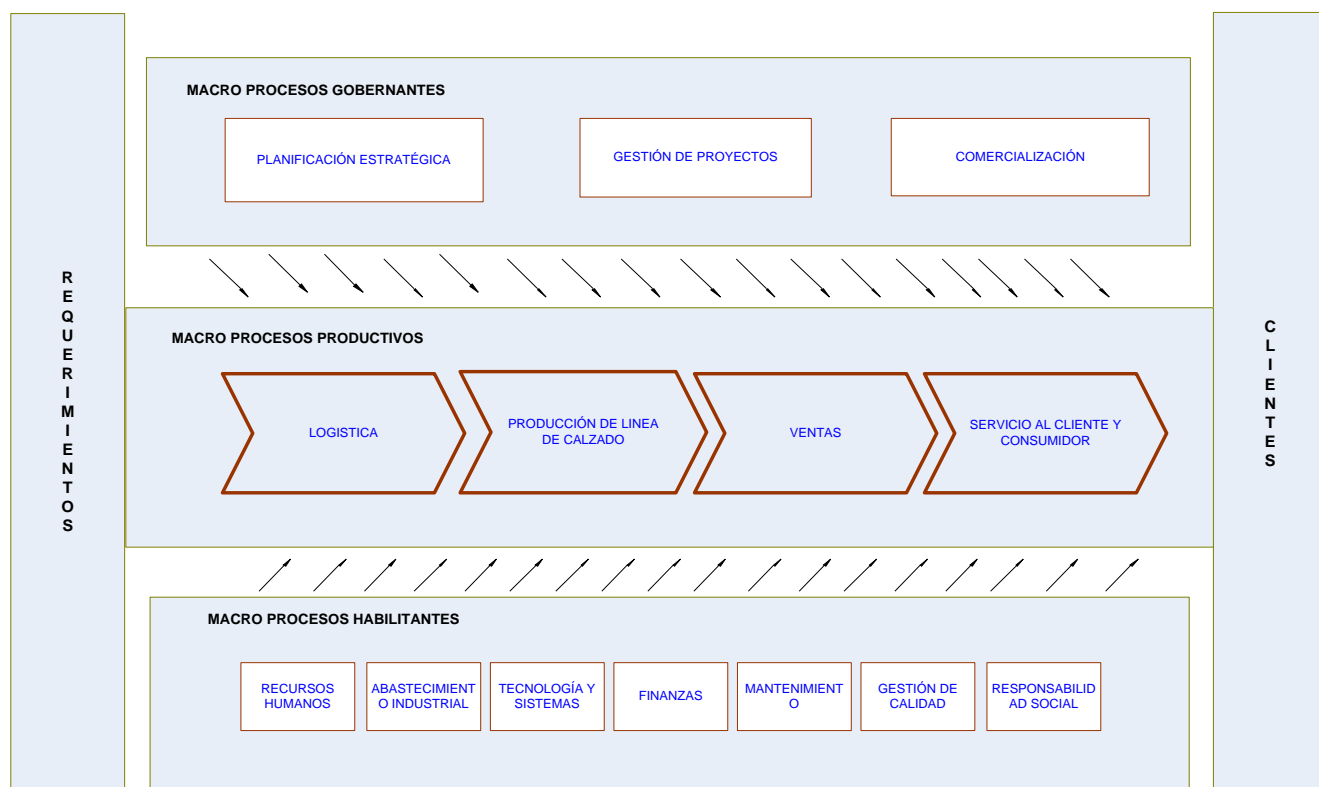 MACRO PROCESOS GOBERNANTES
PLANIFICACIÓN ESTRATÉGICA
GESTIÓN DE PROYECTOS
COMERCIALIZACIÓN
REQUERIMIENTOS
MACRO PROCESOS PRODUCTIVOS
LOGISTICA
PRODUCCIÓN DE LINEA
DE CALZADO
VENTAS
SERVICIO AL CLIENTE Y
CONSUMIDOR
CLIENTES
MACRO PROCESOS HABILITANTES
RECURSOS
HUMANOS
ABASTECIMIENT
O INDUSTRIAL
TECNOLOGÍA Y
SISTEMAS
FINANZAS
MANTENIMIENT
O
GESTIÓN DE
CALIDAD
RESPONSABILID
AD SOCIAL